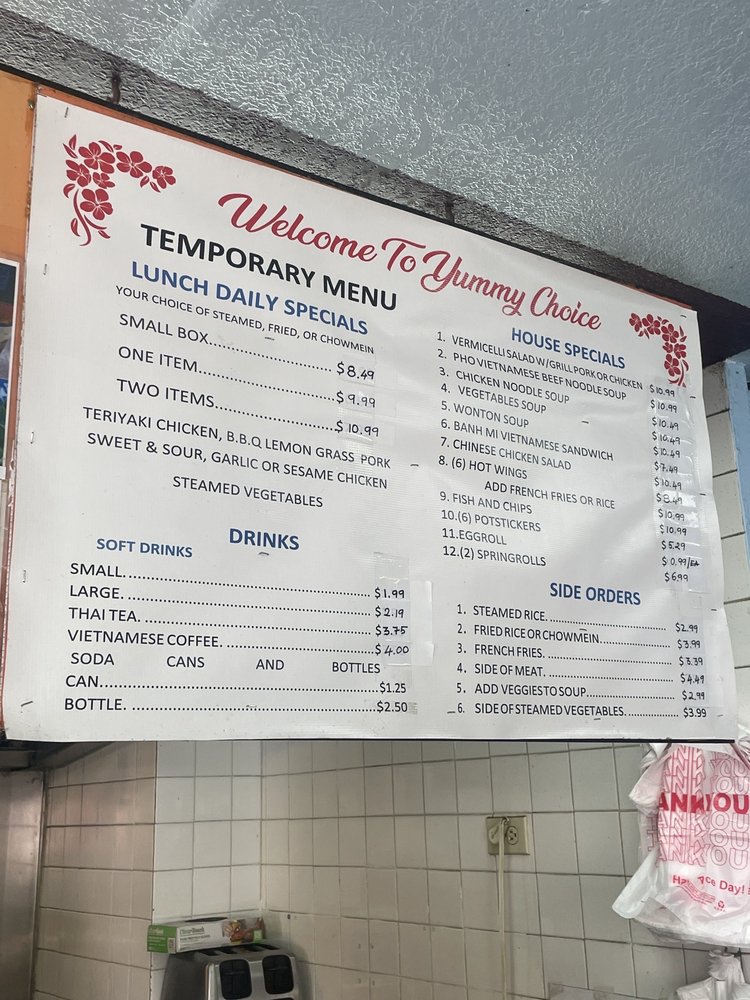 Welcome To Yummy Choice
TEMPORARY MENU
LUNCH DAILY SPECIALS
YOUR CHOICE OF STEAMED, FRIED, OR CHOWMEIN
SMALL BOX........................ $8.49
ONE ITEM........................... $9.99
TWO ITEMS........................ $10.99
TERIYAKI CHICKEN, B.B.Q LEMON GRASS PORK
SWEET & SOUR, GARLIC OR SESAME CHICKEN
STEAMED VEGETABLES
DRINKS
SOFT DRINKS
SMALL.................................................. $1.99
LARGE................................................... $2.19
THAI TEA................................................ $3.75
VIETNAMESE COFFEE................................ $4.00
SODA CANS AND BOTTLES
CAN........................................................$1.25
BOTTLE. .................................................$2.50
HOUSE SPECIALS
1. VERMICELLI SALAD W/GRILL PORK OR CHICKEN $10.99
2. PHO VIETNAMESE BEEF NOODLE SOUP $10.99
3. CHICKEN NOODLE SOUP $10.49
4. VEGETABLES SOUP $10.49
5. WONTON SOUP $10.49
6. BANH MI VIETNAMESE SANDWICH $7.49
7. CHINESE CHICKEN SALAD $10.49
8. (6) HOT WINGS $8.49
ADD FRENCH FRIES OR RICE $10.99
9. FISH AND CHIPS $10.99
10.(6) POTSTICKERS $5.29
11.EGGROLL $0.99/EA
12.(2) SPRINGROLLS $6.99
SIDE ORDERS
1. STEAMED RICE. ............................ $2.99
2. FRIED RICE OR CHOWMEIN. ................ $3.99
3. FRENCH FRIES. ............................ $3.39
4. SIDE OF MEAT. ............................ $4.49
5. ADD VEGGIES TO SOUP..................... $2.99
6. SIDE OF STEAMED VEGETABLES. ............. $3.99
ANK YOU
Day!